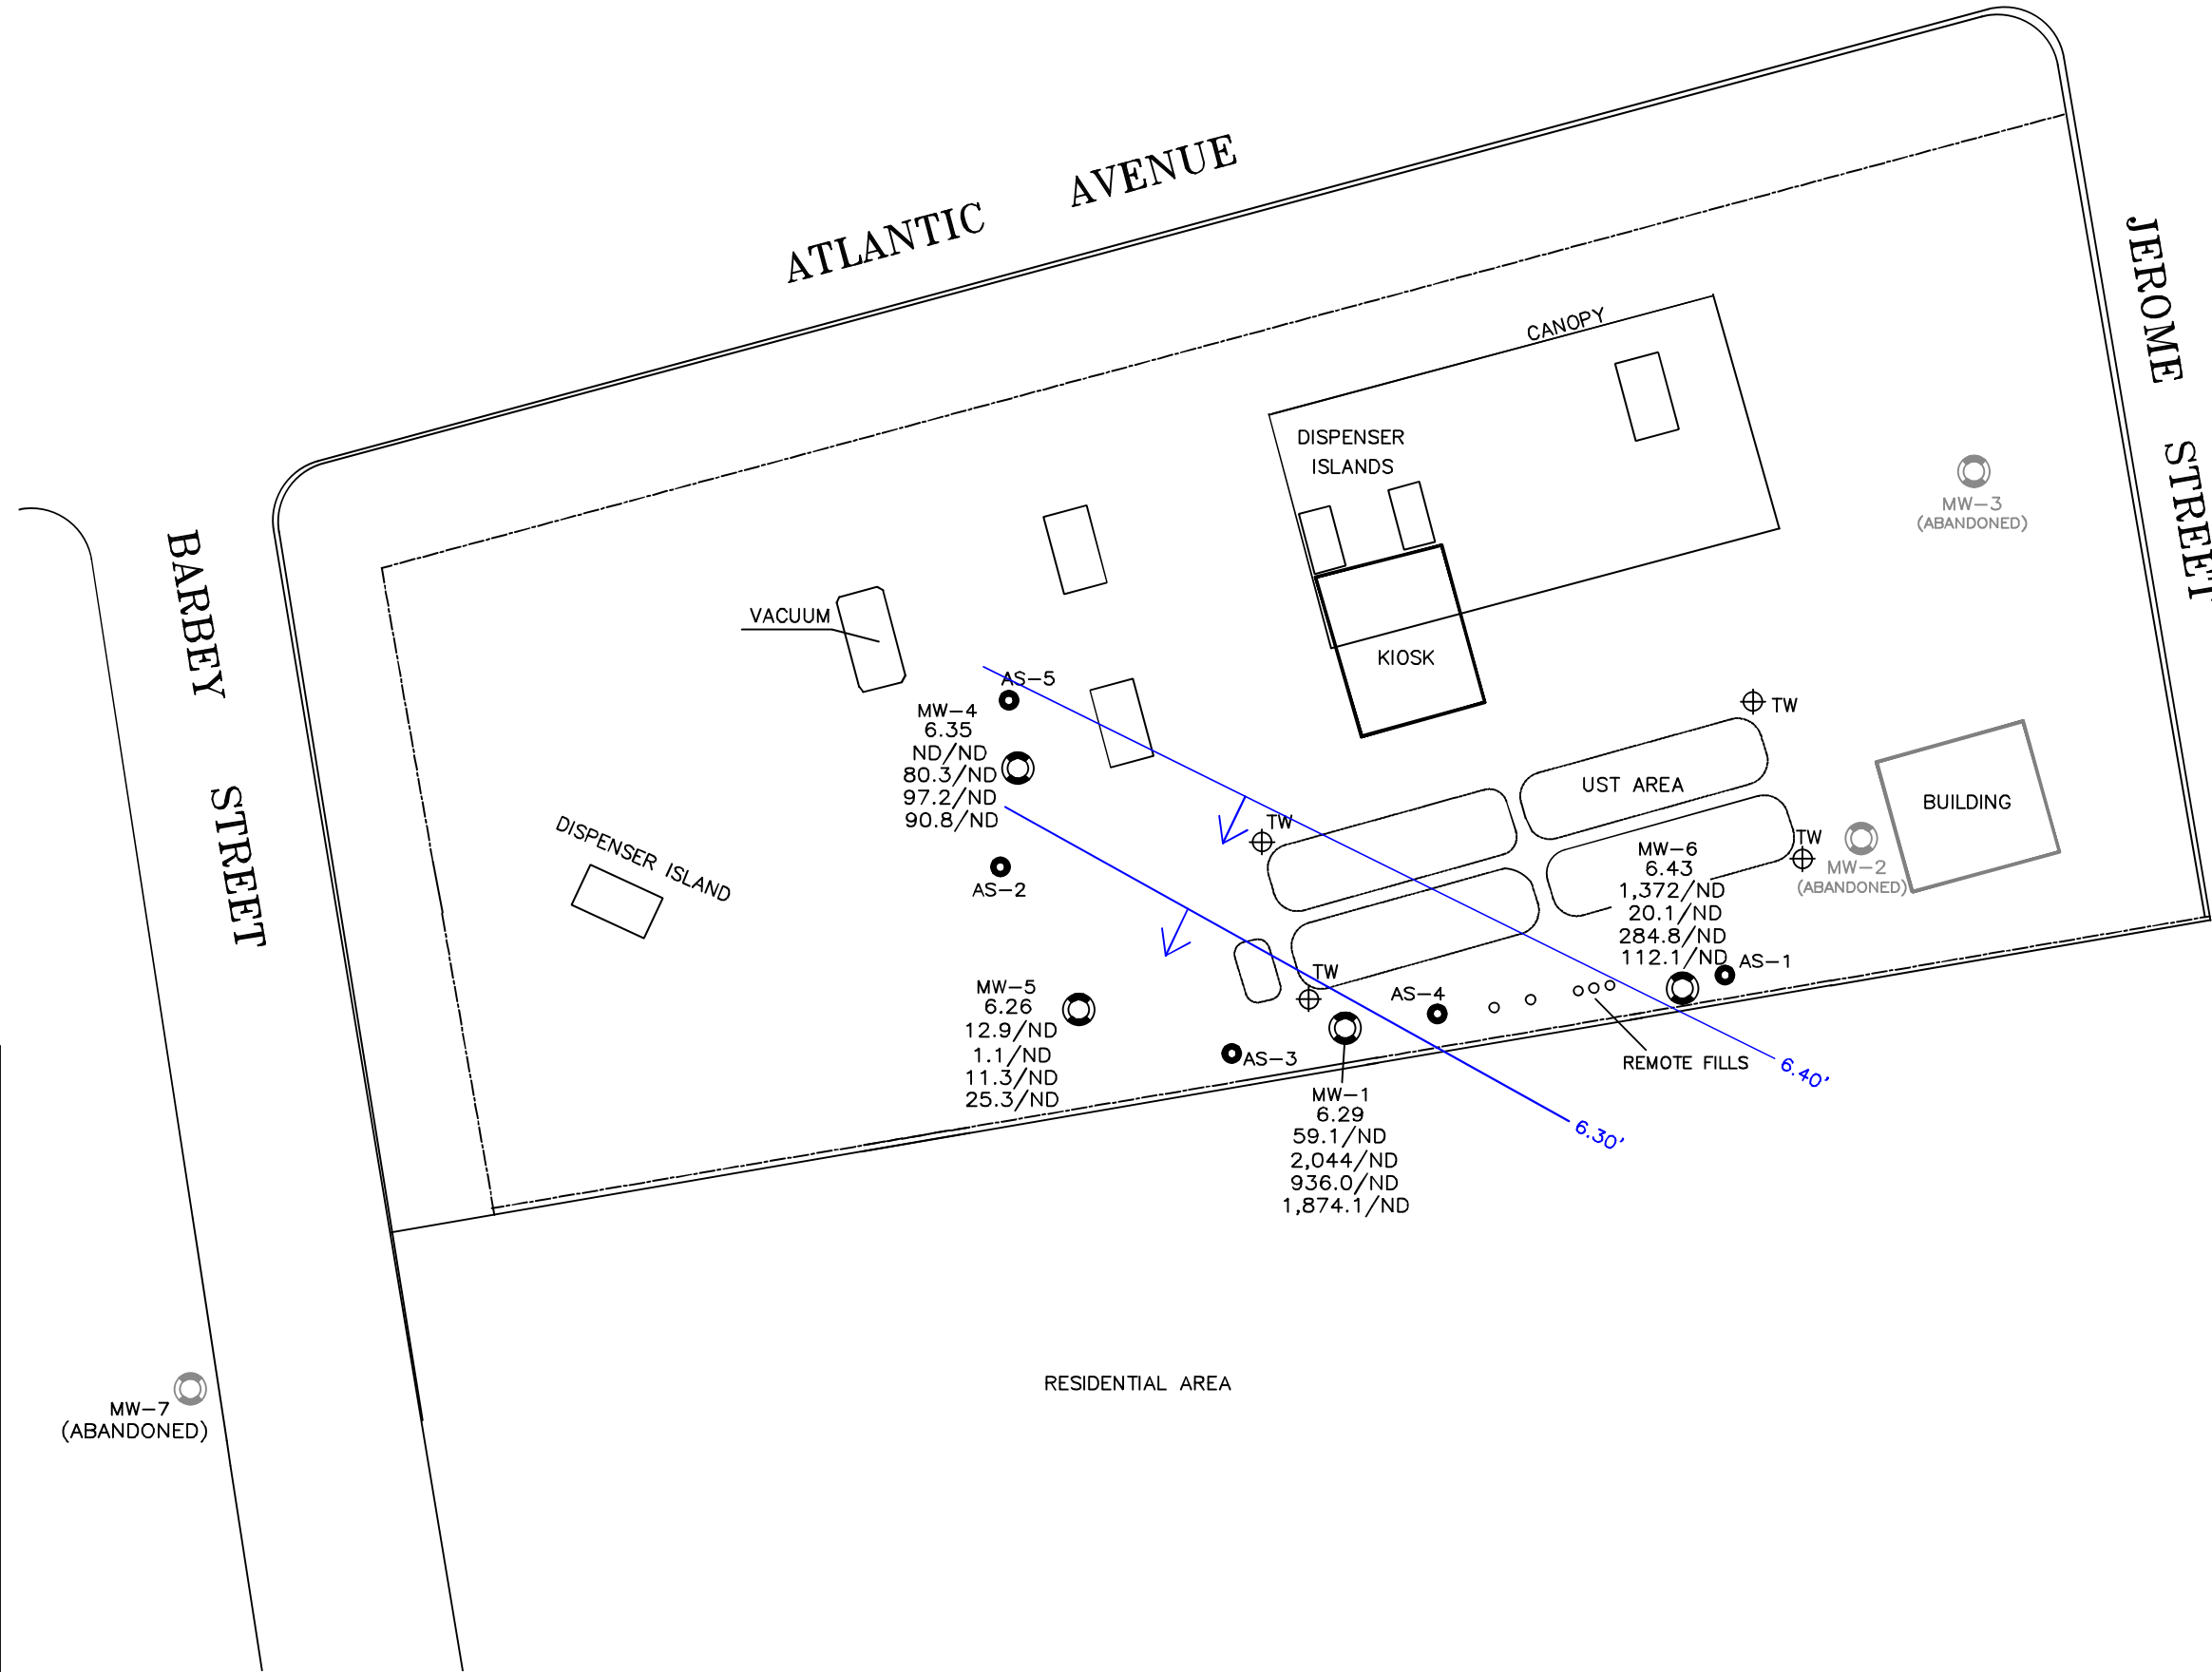 ATLANTIC AVENUE
JEROME STREET
BARBEY STREET
CANOPY
DISPENSER
ISLANDS
KIOSK
MW-3
(ABANDONED)
VACUUM
AS-5
MW-4
6.35
ND/ND
80.3/ND
97.2/ND
90.8/ND
TW
UST AREA
BUILDING
TW
TW
MW-2
(ABANDONED)
MW-6
6.43
1,372/ND
20.1/ND
284.8/ND
112.1/ND
AS-1
DISPENSER ISLAND
AS-2
TW
AS-4
MW-5
6.26
12.9/ND
1.1/ND
11.3/ND
25.3/ND
AS-3
REMOTE FILLS
6.40'
MW-1
6.29
59.1/ND
2,044/ND
936.0/ND
1,874.1/ND
6.30'
RESIDENTIAL AREA
MW-7
(ABANDONED)